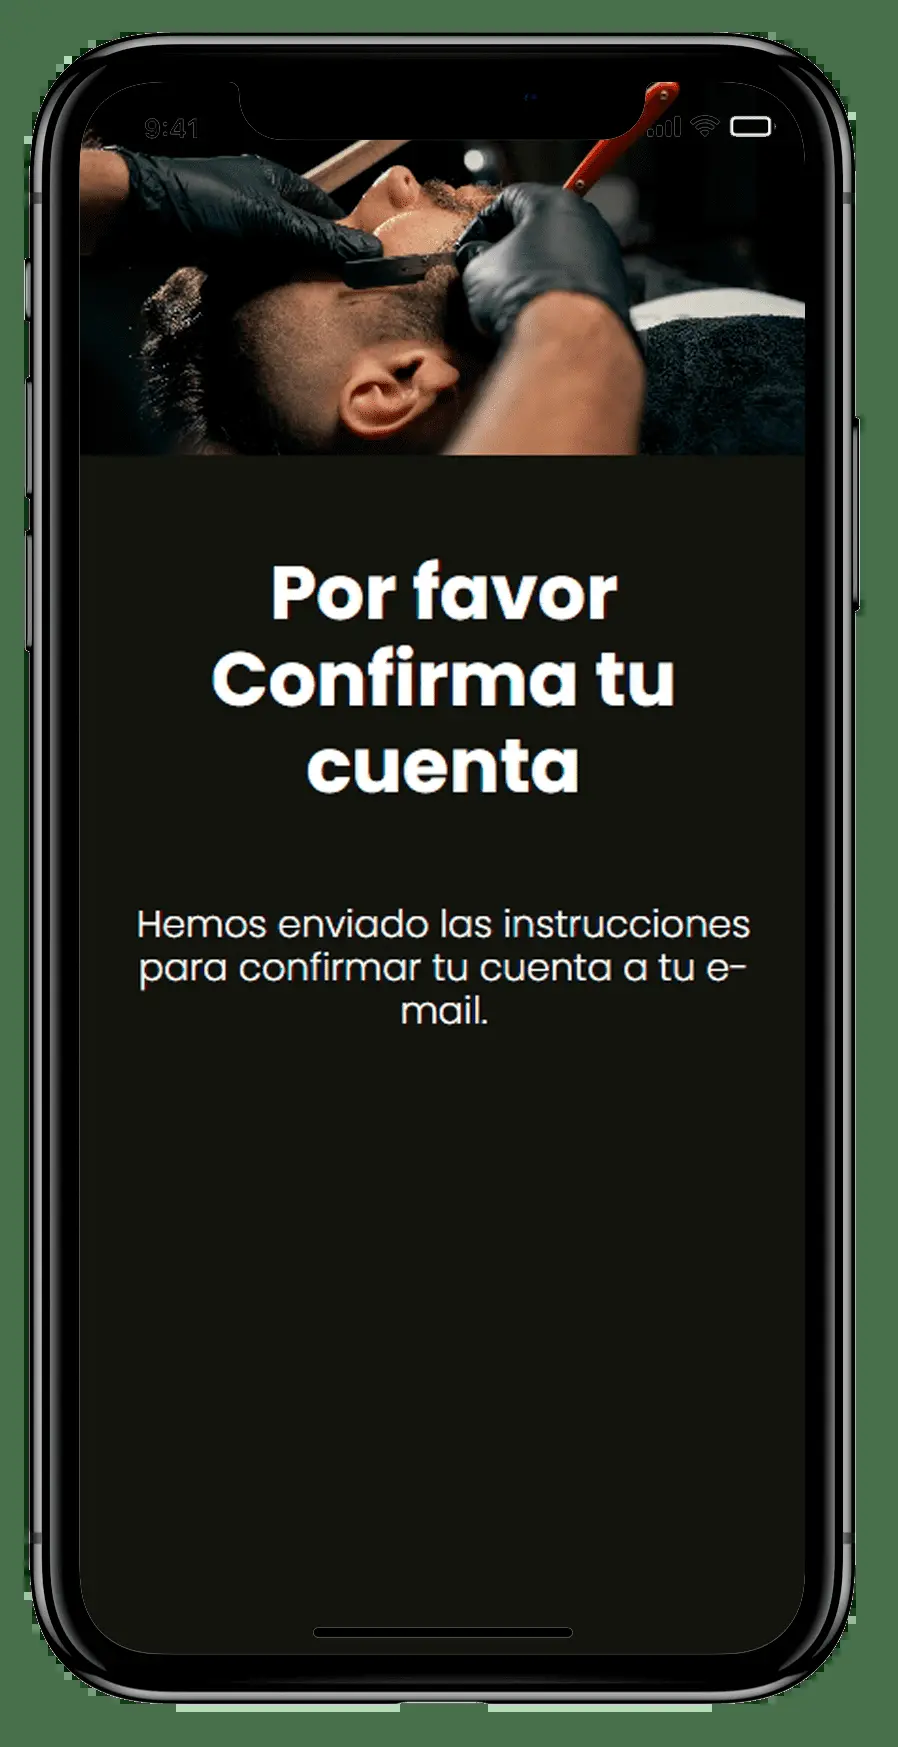 9:41
Por favor
Confirma tu
cuenta
Hemos enviado las instrucciones
para confirmar tu cuenta a tu e-
mail.